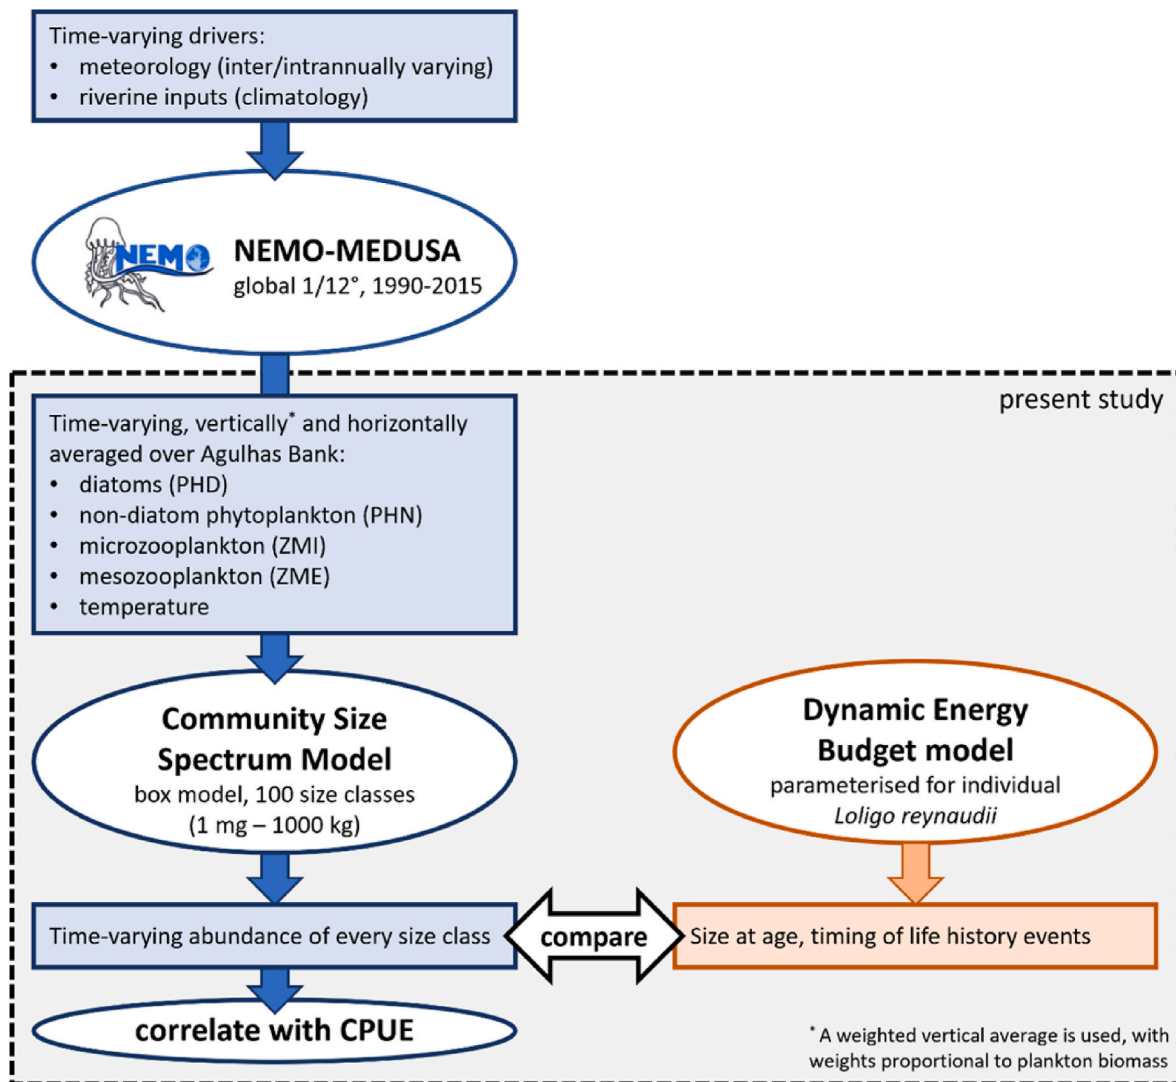 Time-varying drivers:
• meteorology (inter/intrannually varying)
• riverine inputs (climatology)
NEMO
NEMO-MEDUSA
global 1/12°, 1990-2015
present study
Time-varying, vertically* and horizontally
averaged over Agulhas Bank:
• diatoms (PHD)
• non-diatom phytoplankton (PHN)
• microzooplankton (ZMI)
• mesozooplankton (ZME)
• temperature
Community Size
Spectrum Model
box model, 100 size classes
(1 mg – 1000 kg)
Dynamic Energy
Budget model
parameterised for individual
Loligo reynaudii
Time-varying abundance of every size class
compare
Size at age, timing of life history events
correlate with CPUE
* A weighted vertical average is used, with
weights proportional to plankton biomass